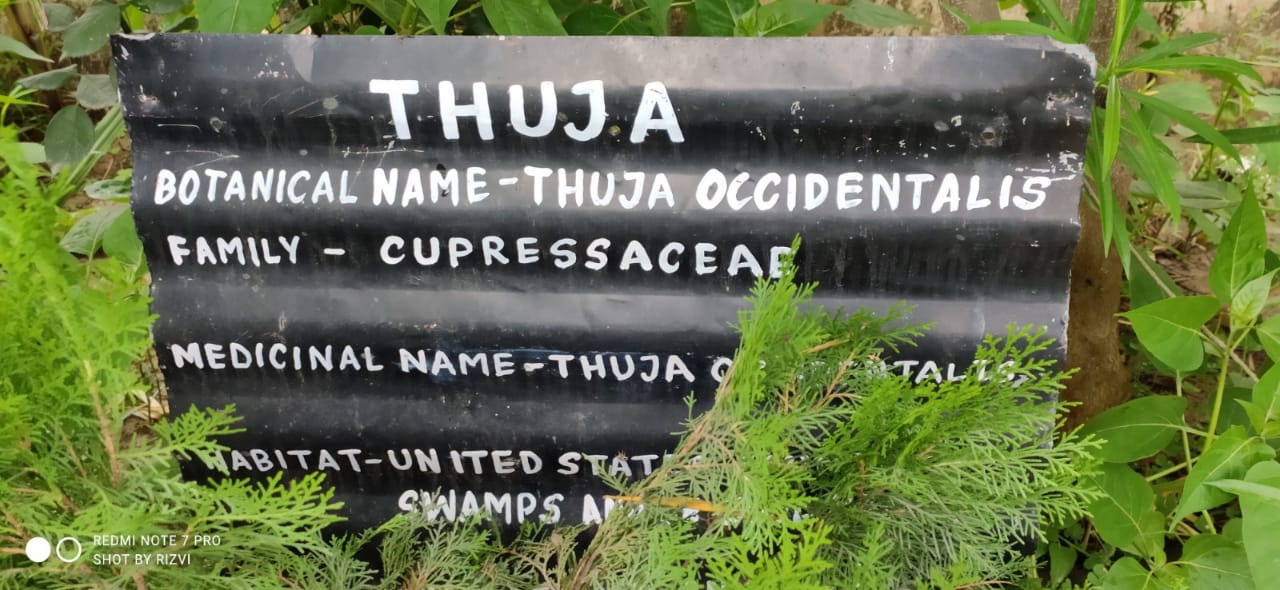 THUJA
BOTANICAL NAME-THUJA OCCIDENTALIS
FAMILY - CUPRESSACEAE
MEDICINAL NAME-THUJA
HABITAT-UNITED
SWAMPS
REDMI NOTE 7 PRO
SHOT BY RIZVI